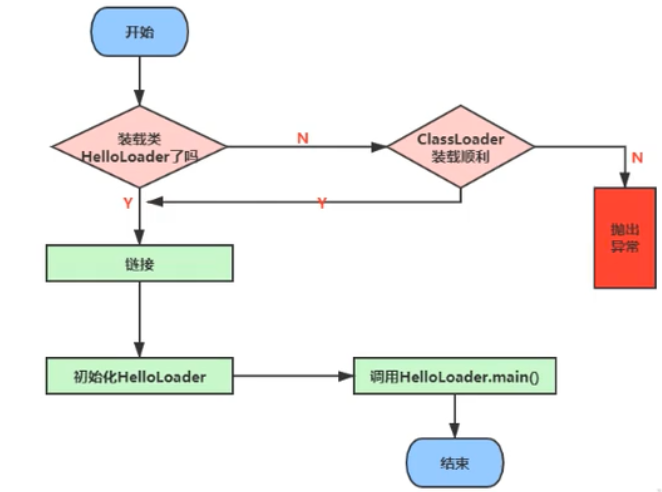 开始
装载类
HelloLoader了吗
N
ClassLoader
装载顺利
N
Y
Y
抛出
异常
链接
初始化HelloLoader
调用HelloLoader.main()
结束